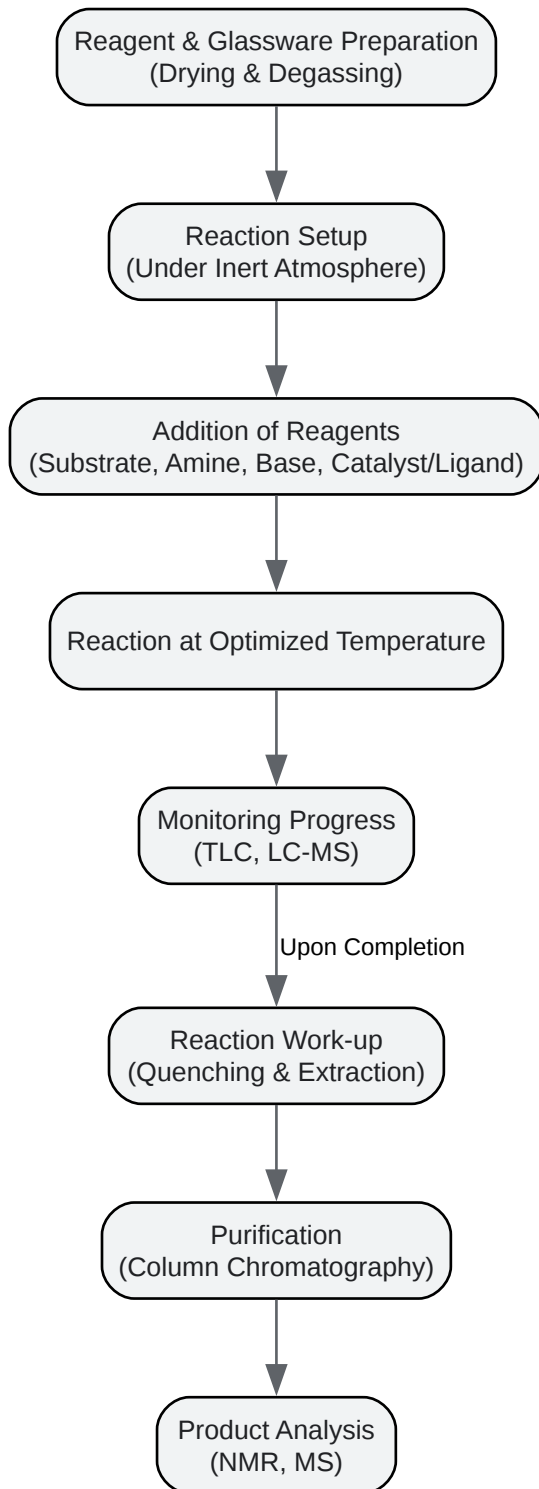 Reagent & Glassware Preparation
(Drying & Degassing)
Reaction Setup
(Under Inert Atmosphere)
Addition of Reagents
(Substrate, Amine, Base, Catalyst/Ligand)
Reaction at Optimized Temperature
Monitoring Progress
(TLC, LC-MS)
Upon Completion
Reaction Work-up
(Quenching & Extraction)
Purification
(Column Chromatography)
Product Analysis
(NMR, MS)